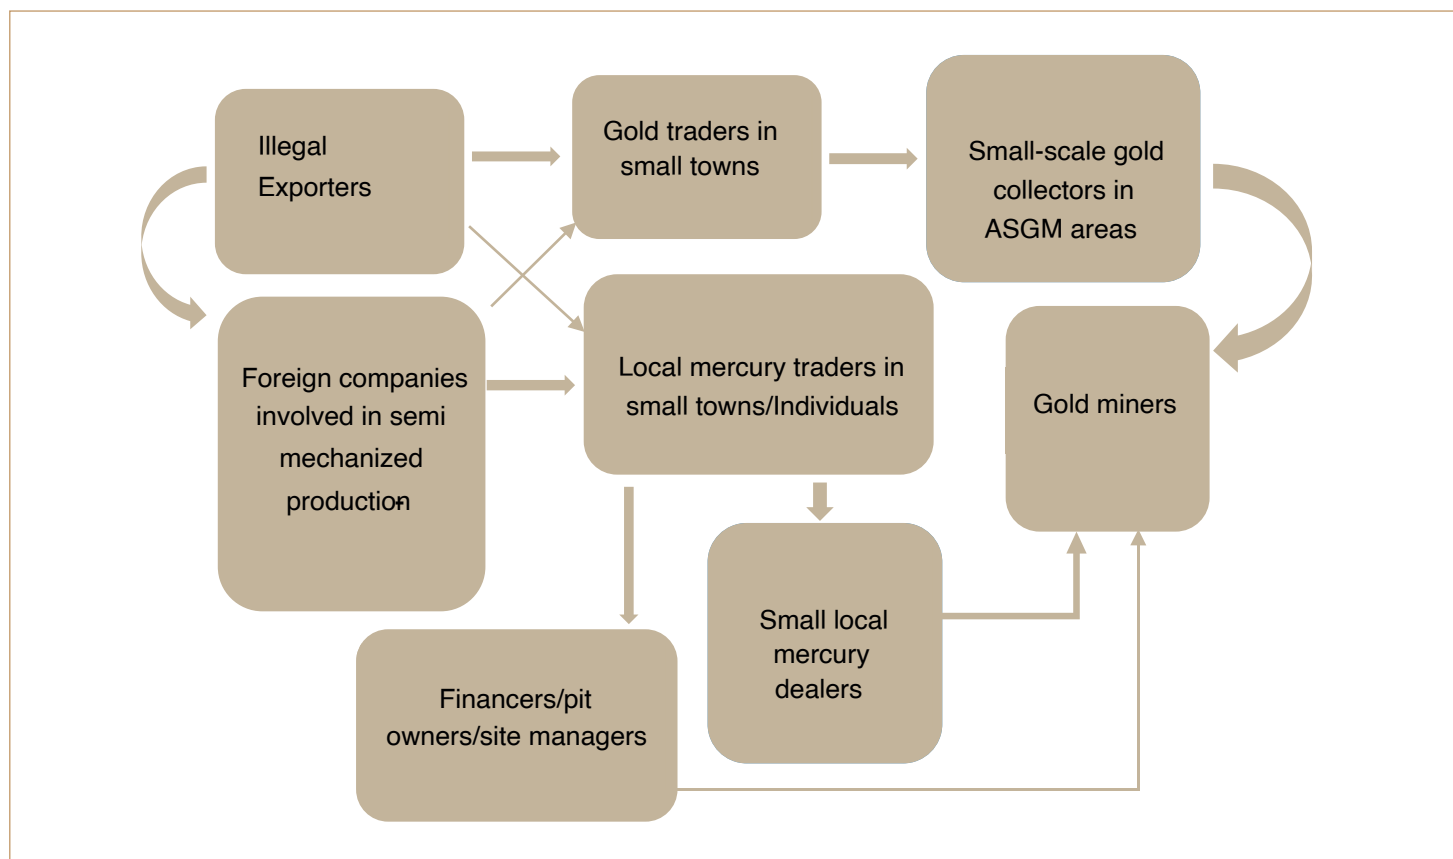 Illegal
Exporters
Gold traders in
small towns
Small-scale gold
collectors in
ASGM areas
Foreign companies
involved in semi
mechanized
production-
Local mercury traders in
small towns/Individuals
Gold miners
Small local
mercury
dealers
Financers/pit
owners/site managers